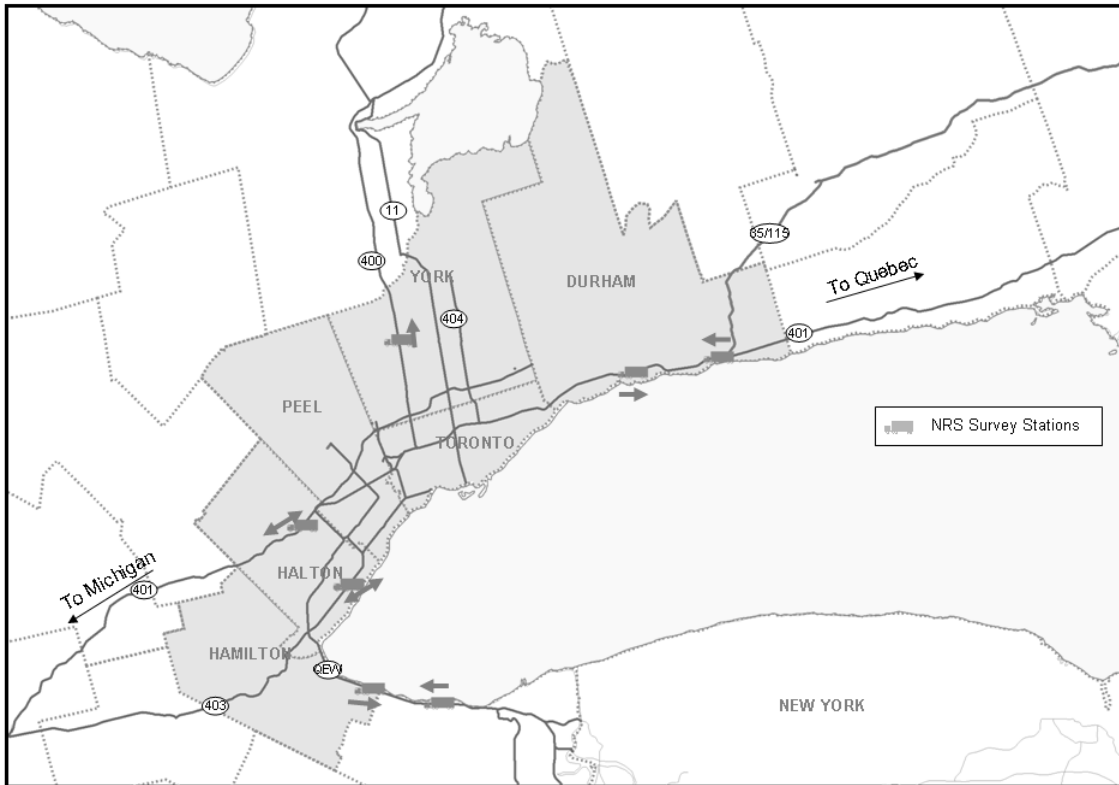 11
35/115
400
YORK
DURHAM
To Quebec
404
401
PEEL
TORONTO
NRS Survey Stations
To Michigan
401
HALTON
HAMILTON
QEW
403
NEW YORK